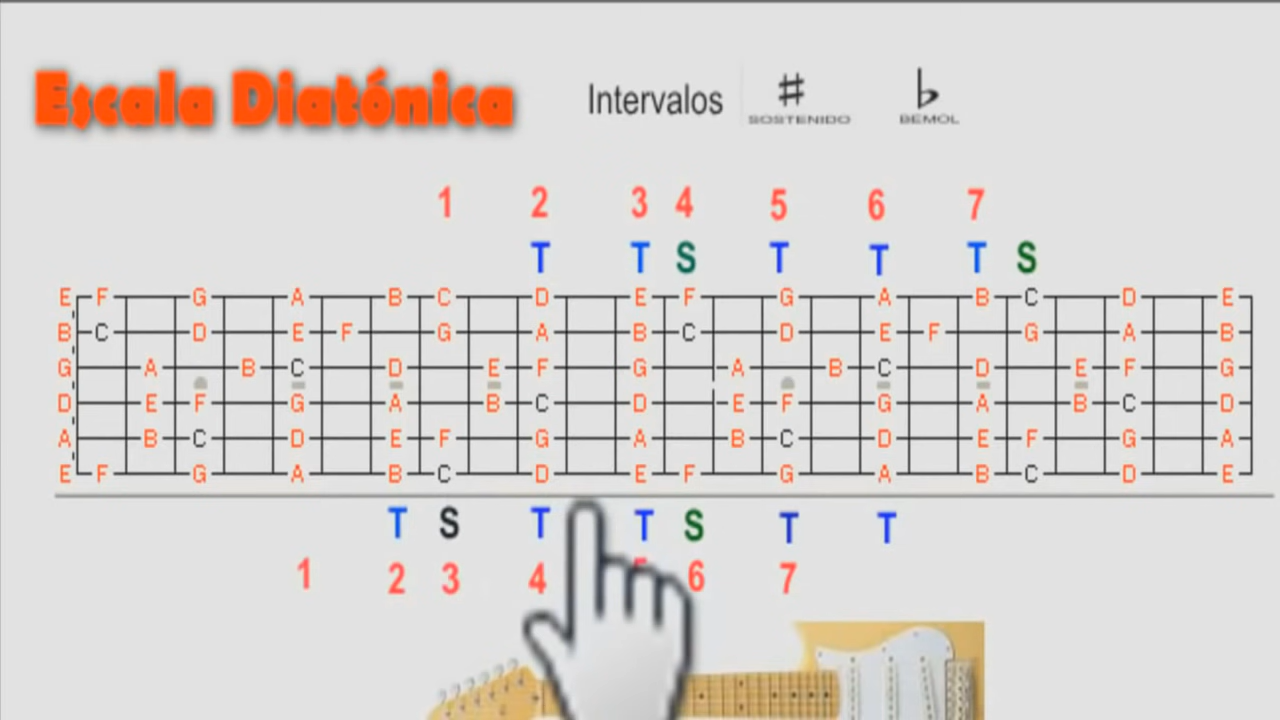 Escala Diatónica
Intervalos ♯ ♭
SOSTENIDO BEMOL
1 2 3 4 5 6 7
T T S T T T S
E F G A B C D E F G A B C D E
B C D E F G A B C D E F G A B
G A B C D E F G A B C D E F G
D E F G A B C D E F G A B C D
A B C D E F G A B C D E F G A
E F G A B C D E F G A B C D E
T S T T S T T
1 2 3 4 6 7